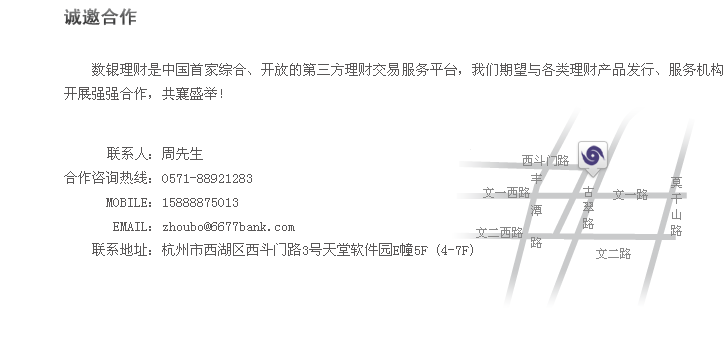 诚邀合作
数银理财是中国首家综合、开放的第三方理财交易服务平台，我们期望与各类理财产品发行、服务机构
开展强强合作，共襄盛举!
联系人：周先生
合作咨询热线：0571-88921283
MOBILE：15888875013
EMAIL：zhoubo@6677bank.com
联系地址：杭州市西湖区西斗门路3号天堂软件园E幢5F (4-7F)
西斗门路
丰潭路
古翠路
莫干山路
文一西路
文一路
文二西路
文二路